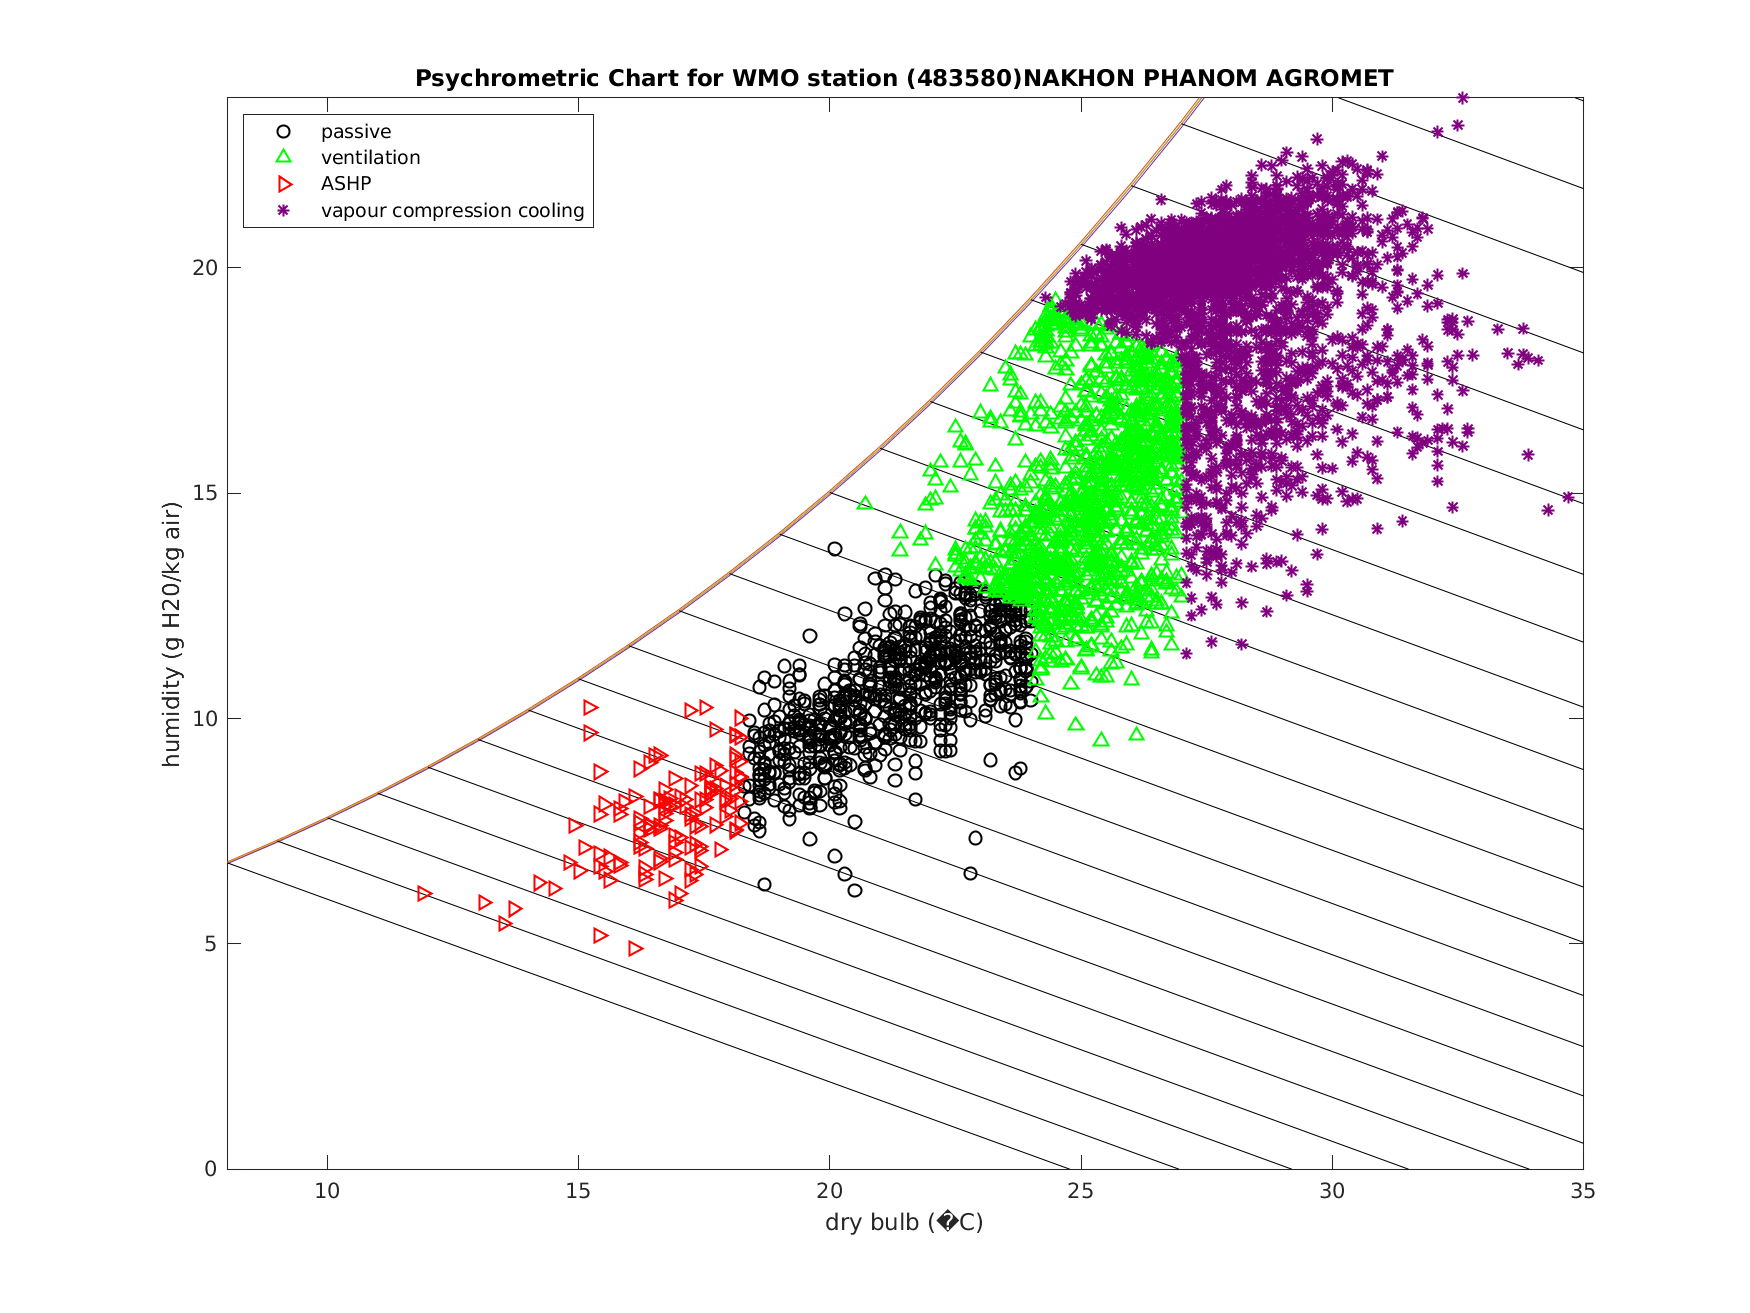 Psychrometric Chart for WMO station (483580)NAKHON PHANOM AGROMET
passive
ventilation
ASHP
vapour compression cooling
humidity (g H20/kg air)
20
15
10
5
0
10 15 20 25 30 35
dry bulb (�C)